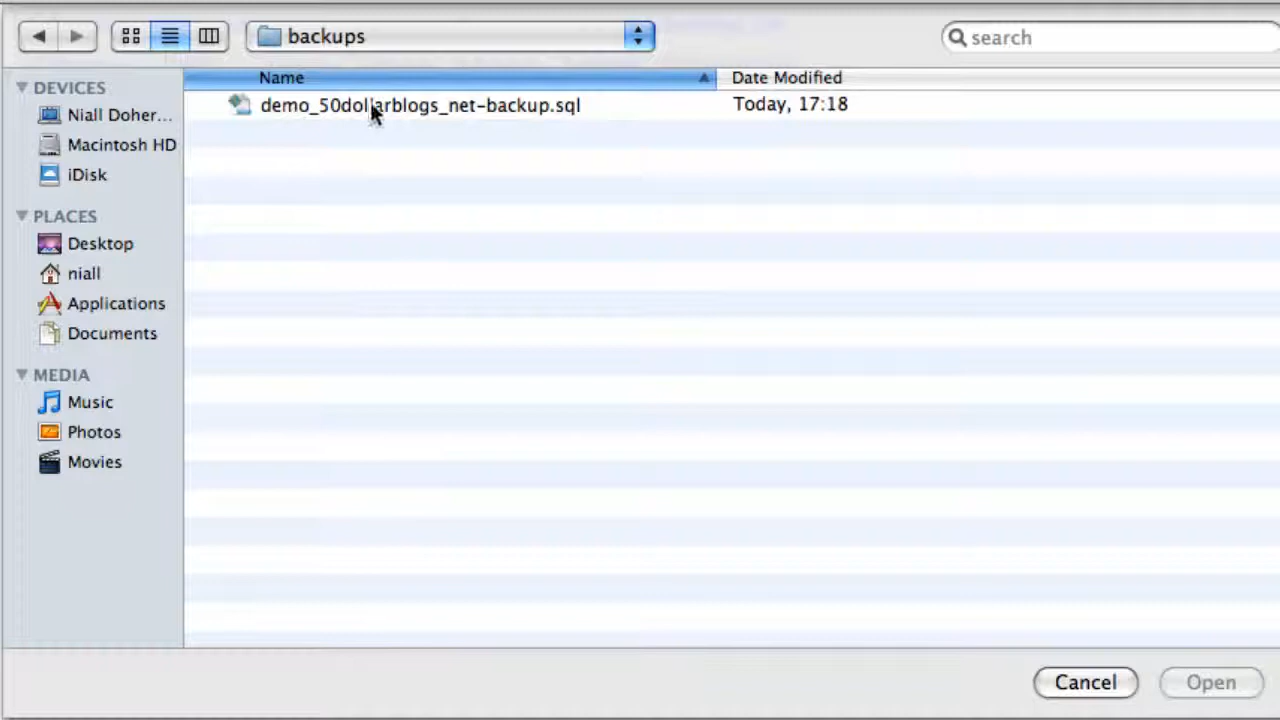 backups
search
Name
Date Modified
demo_50dollarblogs_net-backup.sql
Today, 17:18
DEVICES
Niall Doher...
Macintosh HD
iDisk
PLACES
Desktop
niall
Applications
Documents
MEDIA
Music
Photos
Movies
Cancel
Open